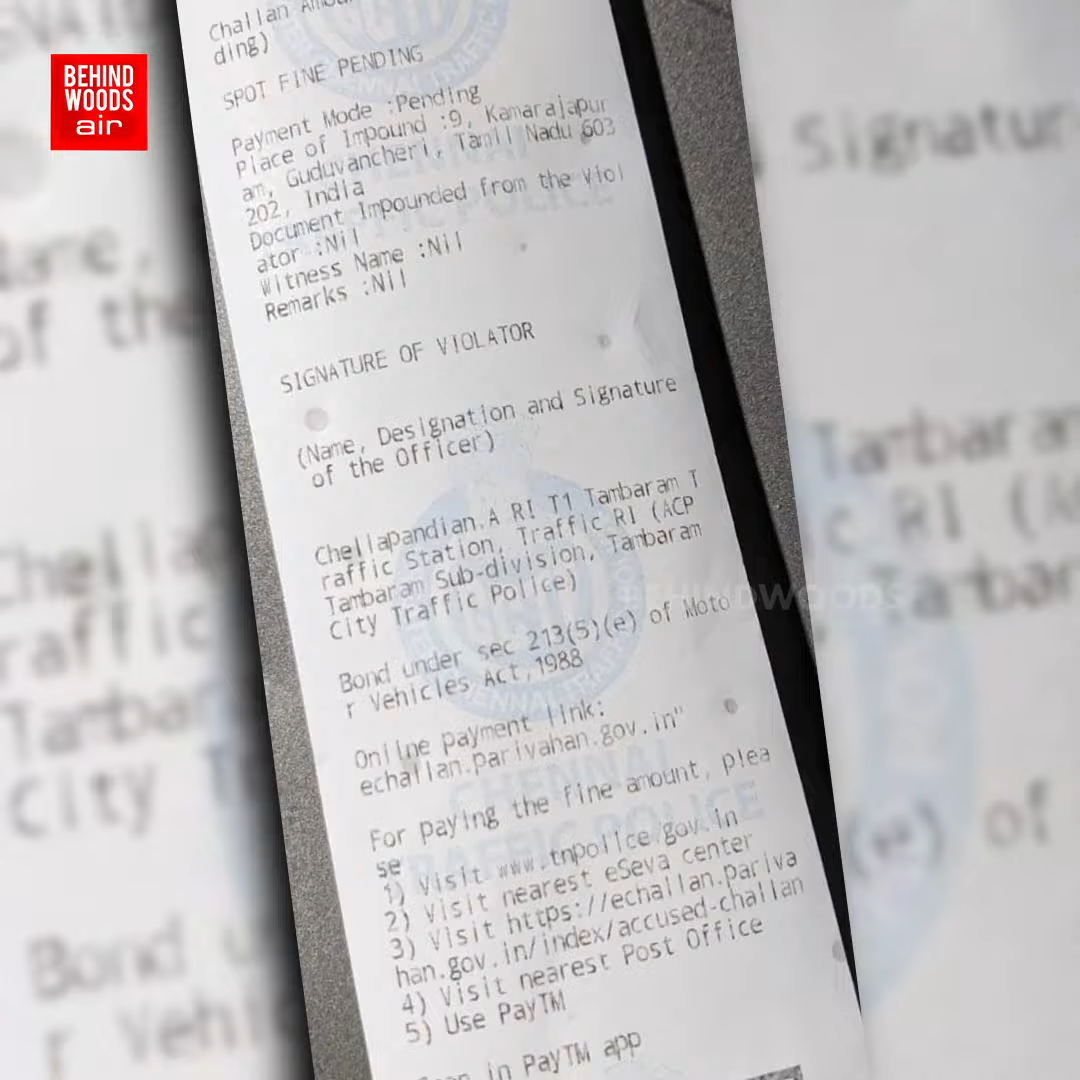 BEHIND
WOODS
air
Challan
ding)
SPOT FINE PENDING
Payment Mode :Pending
Place of Impound :9, Kamarajapur
am, Guduvancheri, Tamil Nadu 603
202, India
Document Impounded from the Viol
ator :Nil
Witness Name :Nil
Remarks :Nil
SIGNATURE OF VIOLATOR
(Name, Designation and Signature
of the Officer)
Chellapandian.A RI T1 Tambaram T
raffic Station, Traffic RI (ACP
Tambaram Sub-division, Tambaram
City Traffic Police)
Bond under sec 213(5)(e) of Moto
r Vehicles Act,1988
Online payment link:
echallan.parivahan.gov.in"
For paying the fine amount, plea
se
1) Visit www.tnpolice.gov.in
2) Visit nearest eSeva center
3) Visit https://echallan.pariva
han.gov.in/index/accused-challan
4) Visit nearest Post Office
5) Use PayTM
in PayTM app
CHENNAI
TRAFFIC POLICE
BEHINDWOODS